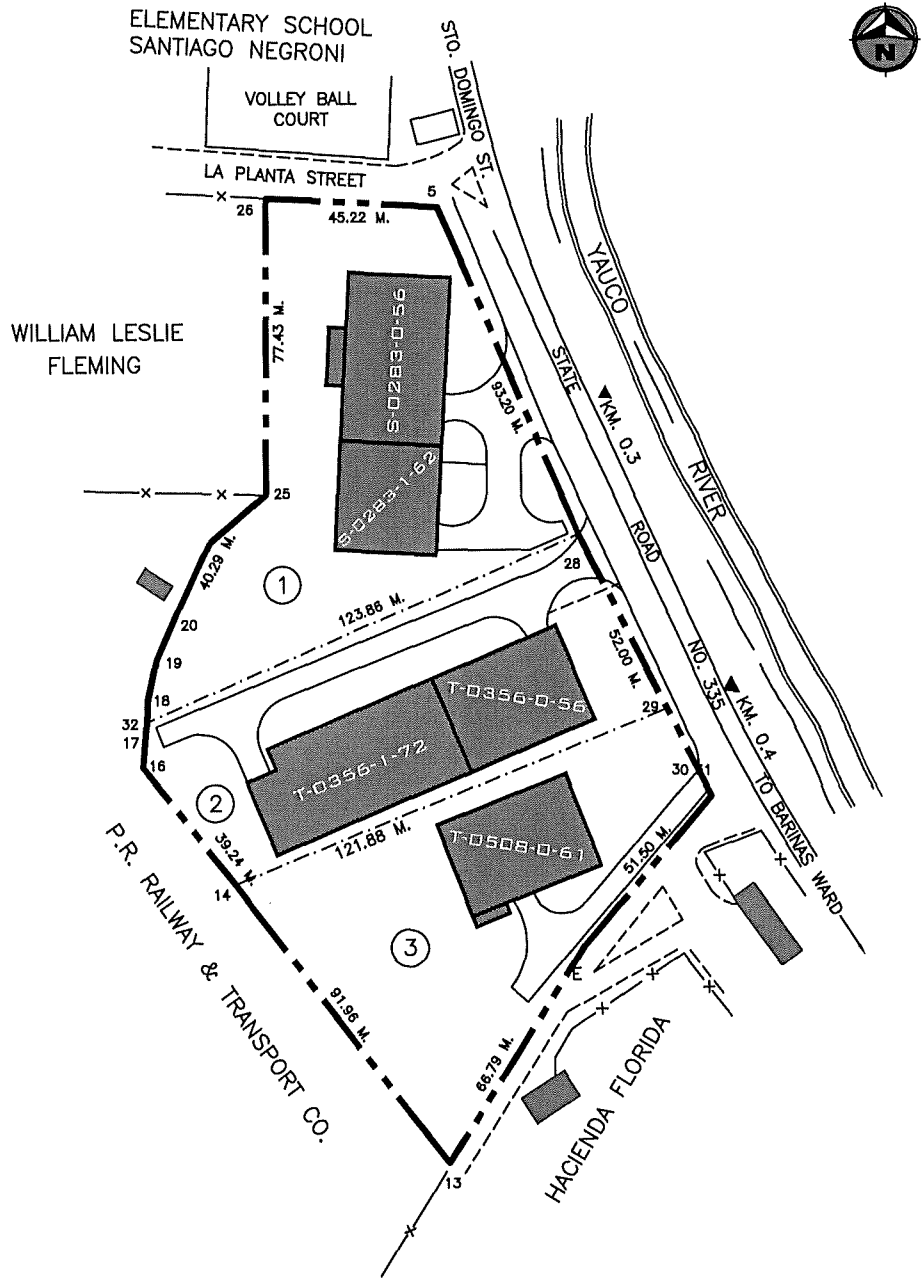 ELEMENTARY SCHOOL
SANTIAGO NEGRONI
N
VOLLEY BALL
COURT
STO. DOMINGO ST.
LA PLANTA STREET
26
45.22 M.
5
YAUCO
RIVER
WILLIAM LESLIE
FLEMING
77.43 M.
S-0283-0-56
93.20 M.
STATE
ROAD
NO. 335
TO BARINAS WARD
KM. 0.3
S-0283-1-62
25
40.29 M.
1
28
123.86 M.
20
19
18
32
17
16
52.00 M.
T-0356-0-56
29
KM. 0.4
T-0356-1-72
2
30
121.88 M.
T-0508-0-61
39.24 M.
14
51.50 M.
P.R. RAILWAY & TRANSPORT CO.
3
E
91.96 M.
66.79 M.
HACIENDA FLORIDA
13